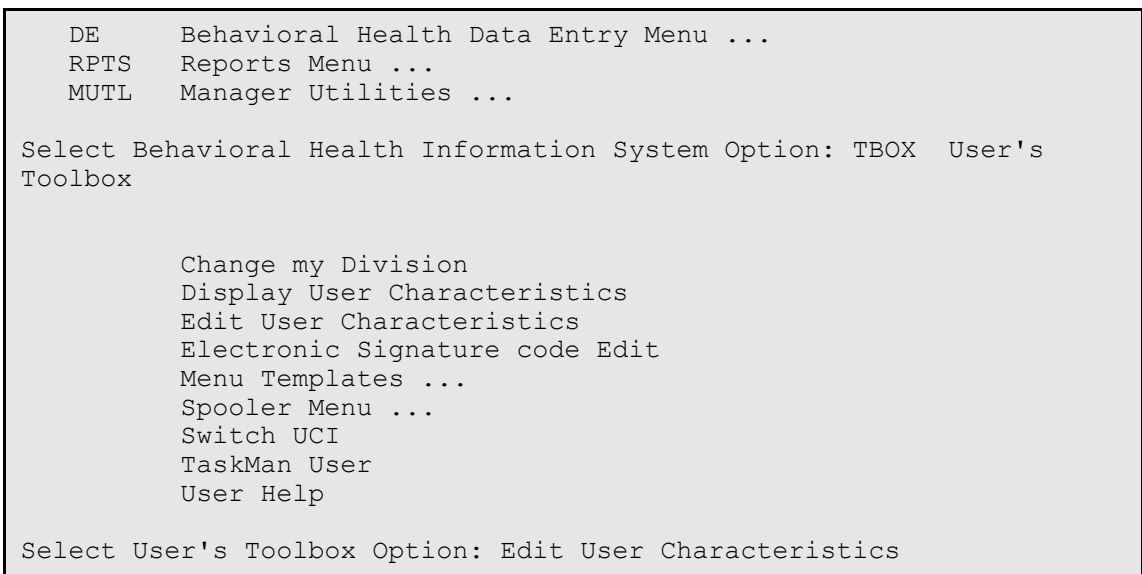 DE Behavioral Health Data Entry Menu ...
RPTS Reports Menu ...
MUTL Manager Utilities ...
Select Behavioral Health Information System Option: TBOX User's
Toolbox
Change my Division
Display User Characteristics
Edit User Characteristics
Electronic Signature code Edit
Menu Templates ...
Spooler Menu ...
Switch UCI
TaskMan User
User Help
Select User's Toolbox Option: Edit User Characteristics